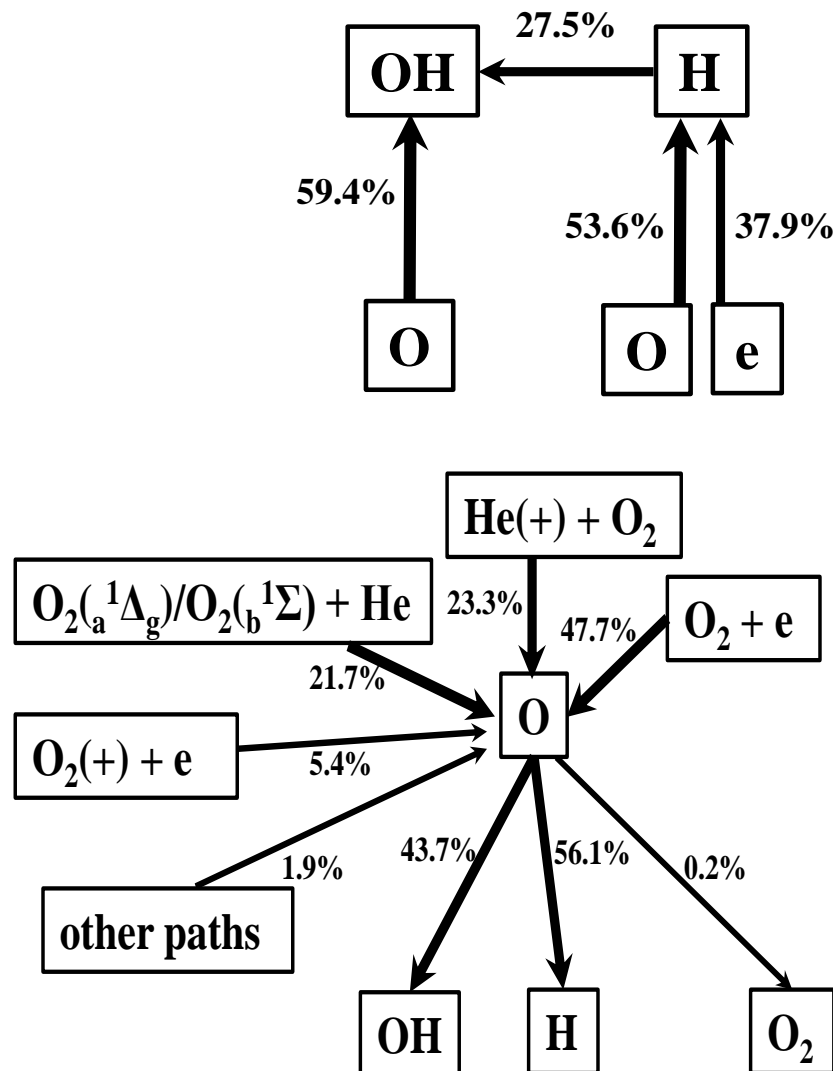 27.5%
OH H
59.4% 53.6% 37.9%
O O e
He(+) + O₂
O₂(ₐ¹Δg)/O₂(b¹Σ) + He
23.3%
47.7% O₂ + e
21.7%
O
O₂(+) + e
5.4%
43.7% 56.1% 0.2%
1.9%
other paths
OH H O₂